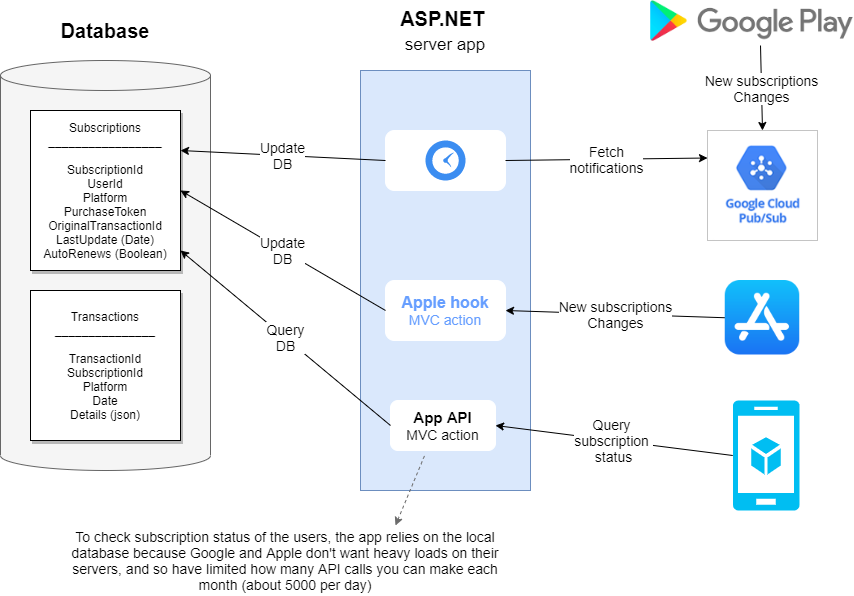 Database
ASP.NET
server app
Google Play
New subscriptions
Changes
Subscriptions
_________________
SubscriptionId
UserId
Platform
PurchaseToken
OriginalTransactionId
LastUpdate (Date)
AutoRenews (Boolean)
Update
DB
Fetch
notifications
Google Cloud
Pub/Sub
Update
DB
Apple hook
MVC action
New subscriptions
Changes
Transactions
_______________
TransactionId
SubscriptionId
Platform
Date
Details (json)
Query
DB
App API
MVC action
Query
subscription
status
To check subscription status of the users, the app relies on the local
database because Google and Apple don't want heavy loads on their
servers, and so have limited how many API calls you can make each
month (about 5000 per day)